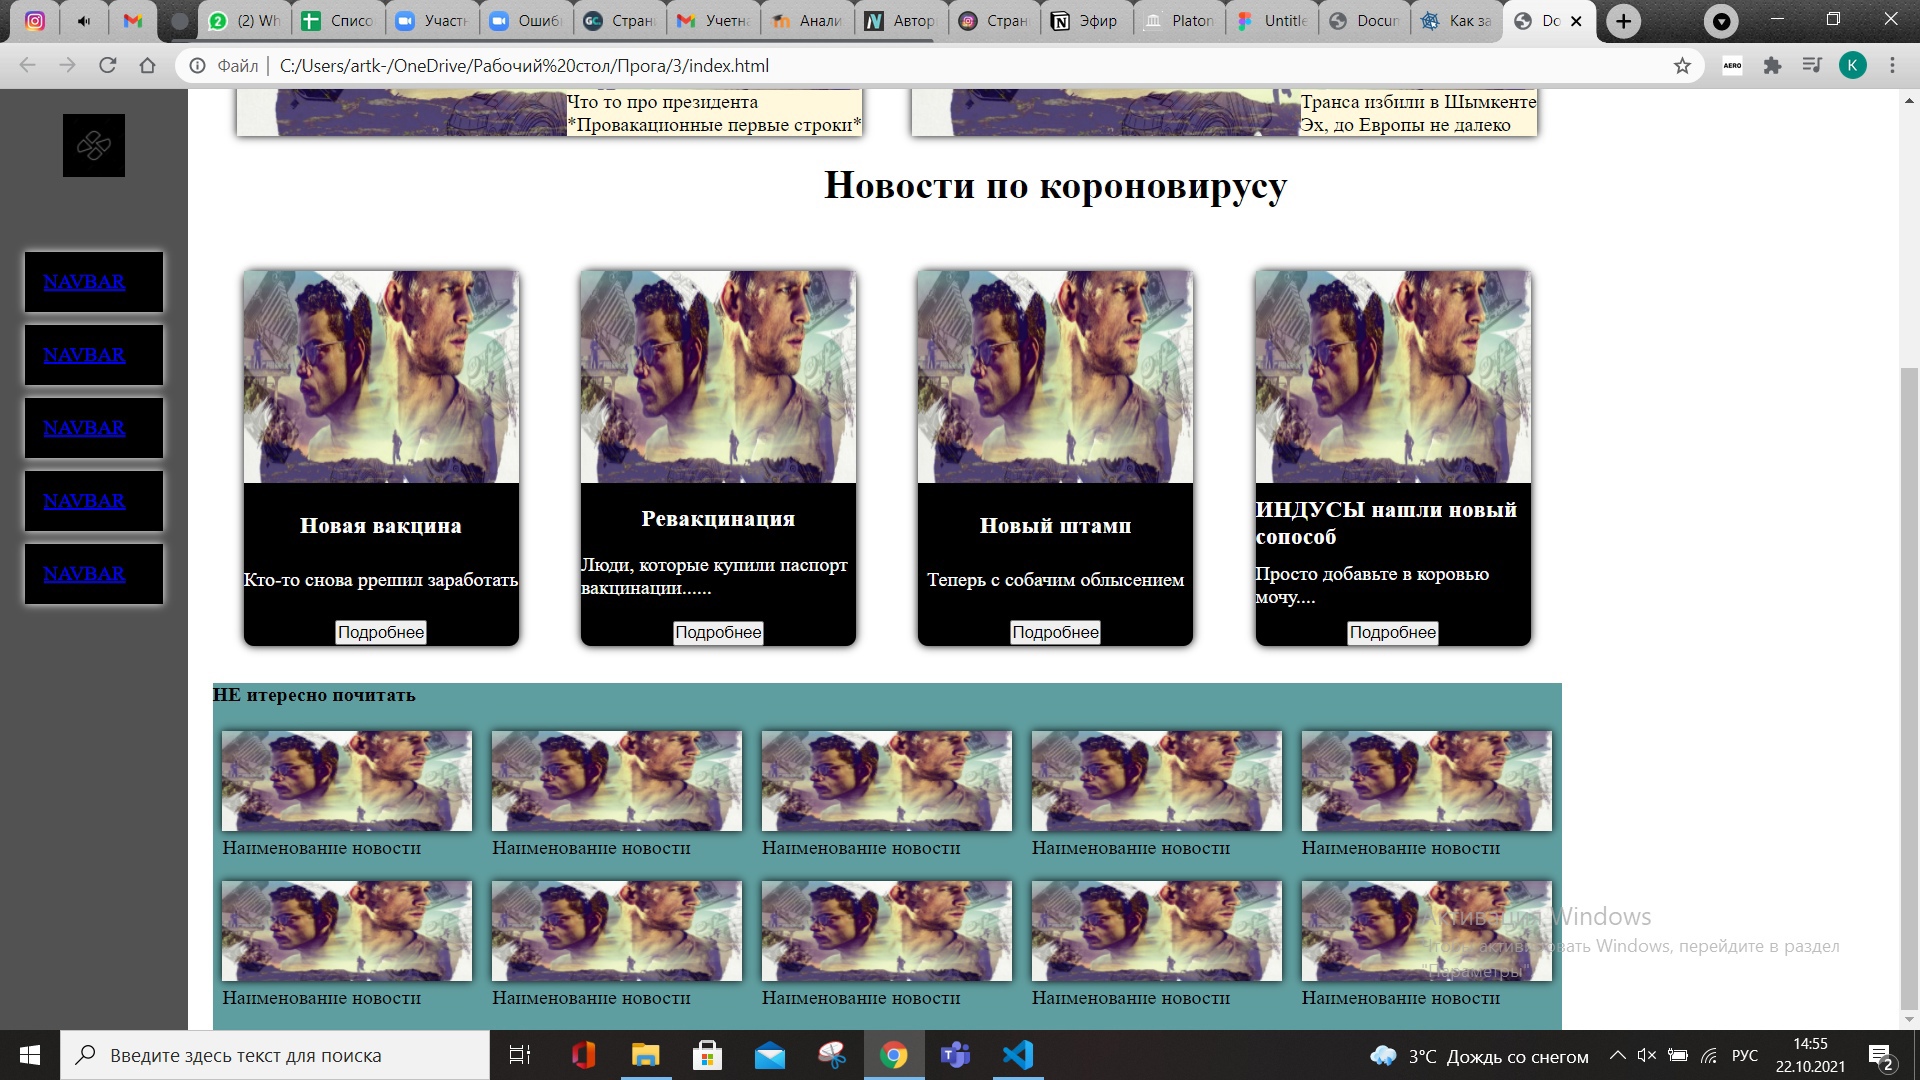 (2) Wh
Списо
Участ
Ошиб
Стран
Учетн
Анали
Автор
Стран
Эфир
Platon
Untitle
Docum
Как за
Do
Файл
C:/Users/artk-/OneDrive/Рабочий%20стол/Прога/3/index.html
AERO
K
Что то про президента
*Провакационные первые строки*
Транса избили в Шымкенте
Эх, до Европы не далеко
Новости по короновирусу
NAVBAR
NAVBAR
NAVBAR
NAVBAR
NAVBAR
Новая вакцина
Кто-то снова ррешил заработать
Подробнее
Ревакцинация
Люди, которые купили паспорт
вакцинации......
Подробнее
Новый штамп
Теперь с собачим облысением
Подробнее
ИНДУСЫ нашли новый
сопособ
Просто добавьте в коровью
мочу....
Подробнее
НЕ итересно почитать
Наименование новости
Наименование новости
Наименование новости
Наименование новости
Наименование новости
Наименование новости
Наименование новости
Наименование новости
Наименование новости
Наименование новости
Активация Windows
Чтобы активировать Windows, перейдите в раздел
"Параметры"
Введите здесь текст для поиска
3°C Дождь со снегом
РУС
14:55
22.10.2021
2